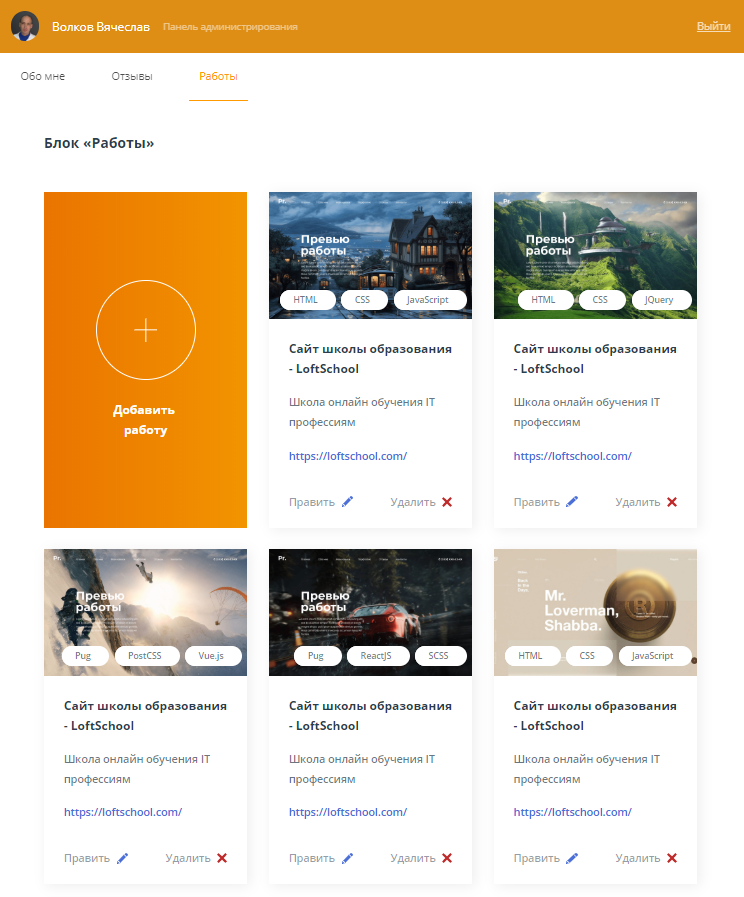 Волков Вячеслав Панель администрирования Выйти
Обо мне Отзывы Работы
Блок «Работы»
Добавить
работу
Pr.
Превью
работы
HTML CSS JavaScript
Сайт школы образования
- LoftSchool
Школа онлайн обучения IT
профессиям
https://loftschool.com/
Править Удалить
Pr.
Превью
работы
HTML CSS JQuery
Сайт школы образования
- LoftSchool
Школа онлайн обучения IT
профессиям
https://loftschool.com/
Править Удалить
Pr.
Превью
работы
Pug PostCSS Vue.js
Сайт школы образования
- LoftSchool
Школа онлайн обучения IT
профессиям
https://loftschool.com/
Править Удалить
Pr.
Превью
работы
Pug ReactJS SCSS
Сайт школы образования
- LoftSchool
Школа онлайн обучения IT
профессиям
https://loftschool.com/
Править Удалить
Mr.
Loverman,
Shabba.
HTML CSS JavaScript
Сайт школы образования
- LoftSchool
Школа онлайн обучения IT
профессиям
https://loftschool.com/
Править Удалить